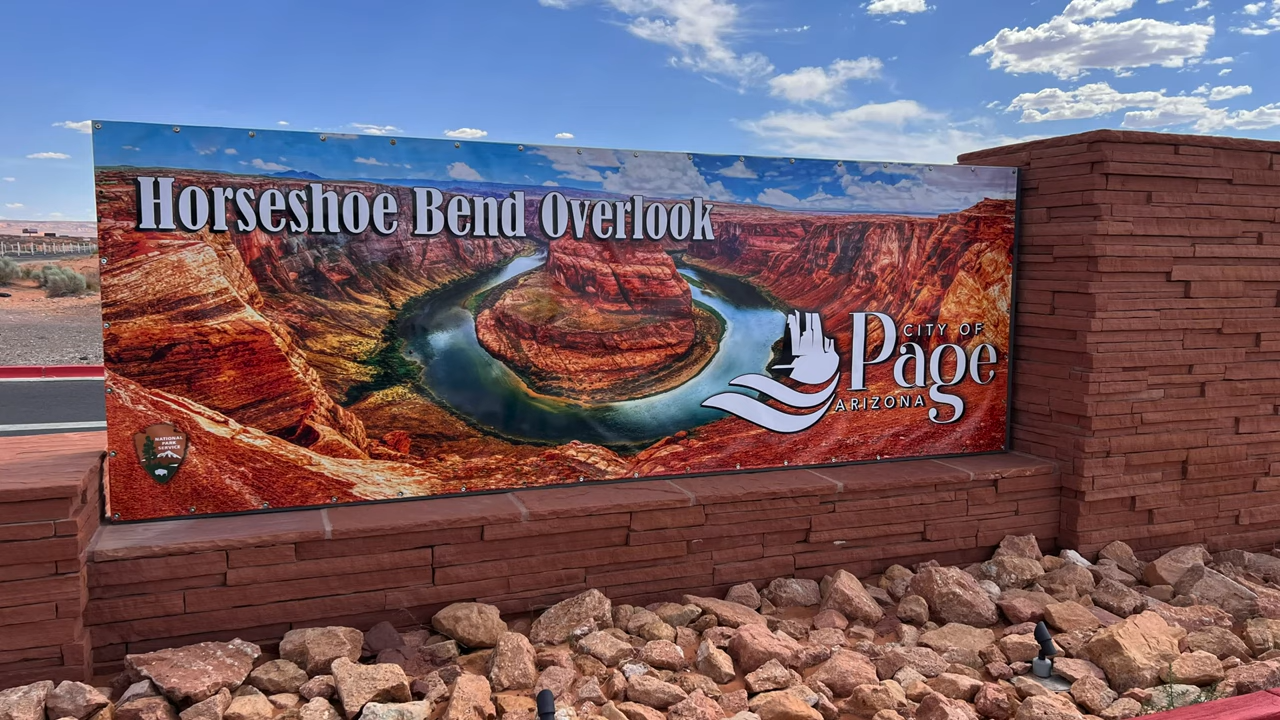 Horseshoe Bend Overlook
CITY OF
Page
ARIZONA
NATIONAL
PARK
SERVICE